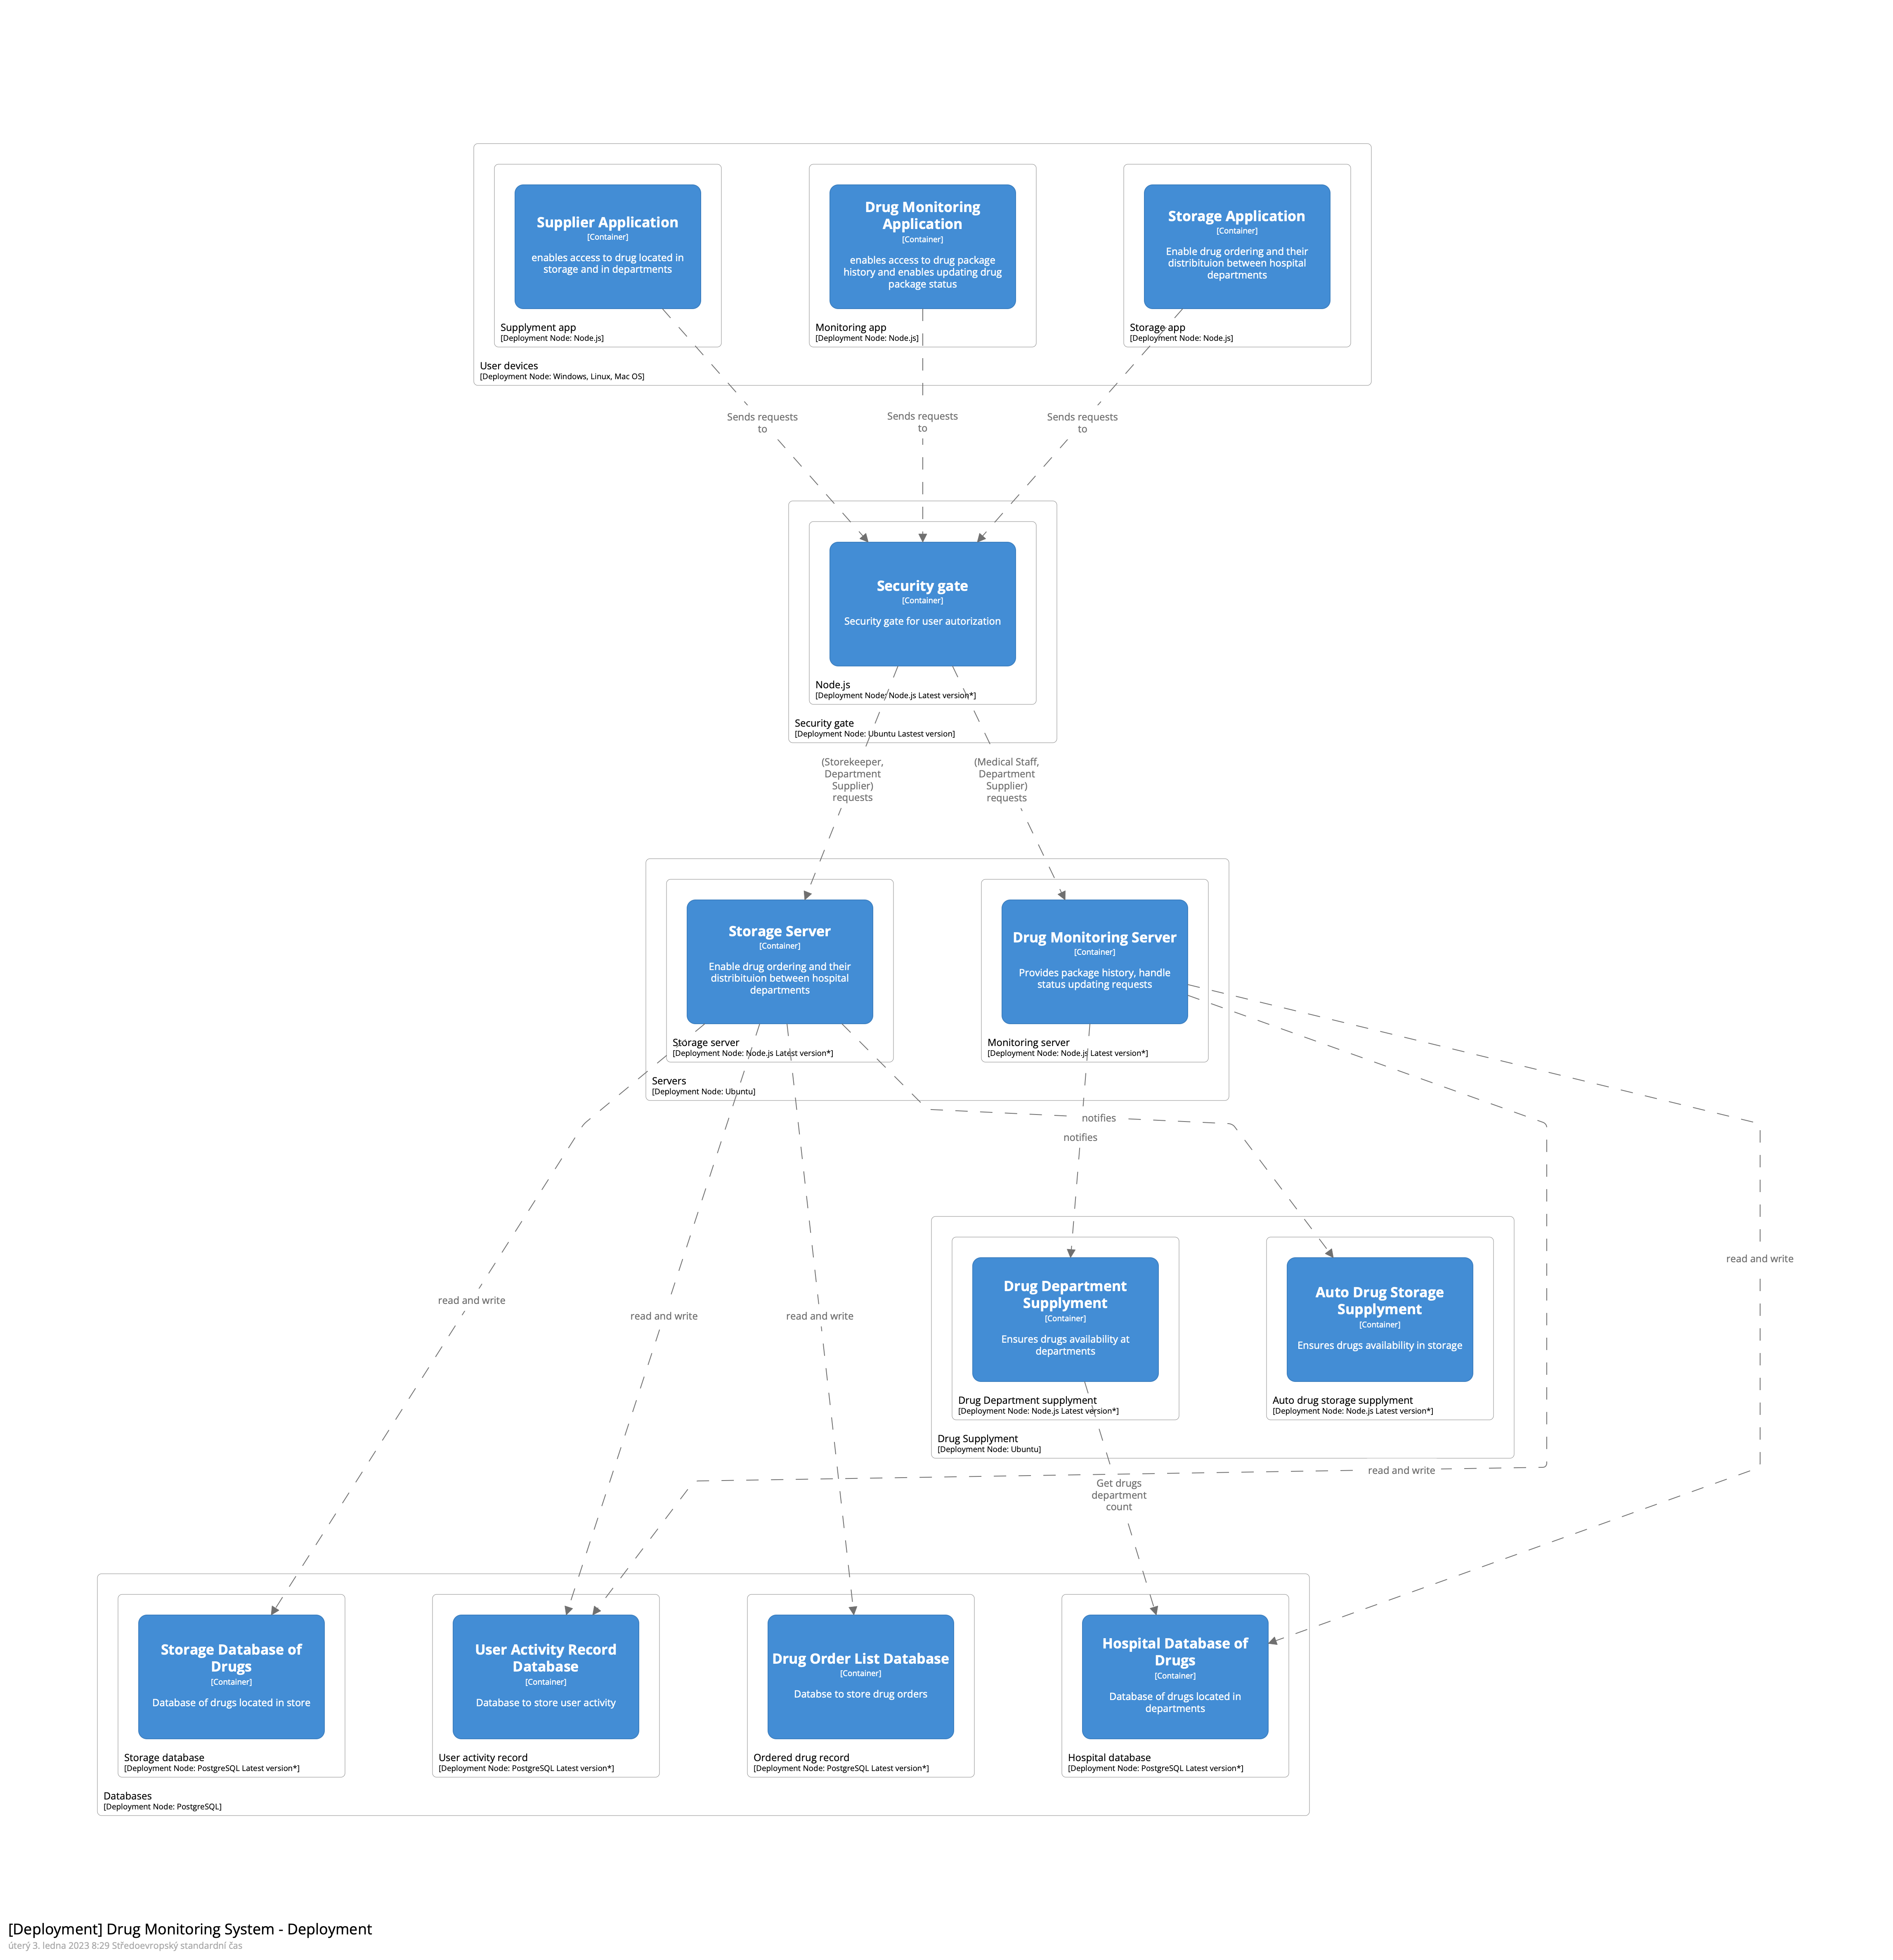 Supplier Application
[Container]
enables access to drug located in
storage and in departments
Supplyment app
[Deployment Node: Node.js]
Drug Monitoring
Application
[Container]
enables access to drug package
history and enables updating drug
package status
Monitoring app
[Deployment Node: Node.js]
Storage Application
[Container]
Enable drug ordering and their
distribituion between hospital
departments
Storage app
[Deployment Node: Node.js]
User devices
[Deployment Node: Windows, Linux, Mac OS]
Sends requests
to
Sends requests
to
Sends requests
to
Security gate
[Container]
Security gate for user autorization
Node.js
[Deployment Node: Node.js Latest version*]
Security gate
[Deployment Node: Ubuntu Lastest version]
(Storekeeper,
Department
Supplier)
requests
(Medical Staff,
Department
Supplier)
requests
Storage Server
[Container]
Enable drug ordering and their
distribituion between hospital
departments
Storage server
[Deployment Node: Node.js Latest version*]
Drug Monitoring Server
[Container]
Provides package history, handle
status updating requests
Monitoring server
[Deployment Node: Node.js Latest version*]
Servers
[Deployment Node: Ubuntu]
notifies
notifies
read and write
read and write
read and write
read and write
Drug Department
Supplyment
[Container]
Ensures drugs availability at
departments
Drug Department supplyment
[Deployment Node: Node.js Latest version*]
Auto Drug Storage
Supplyment
[Container]
Ensures drugs availability in storage
Auto drug storage supplyment
[Deployment Node: Node.js Latest version*]
Drug Supplyment
[Deployment Node: Ubuntu]
read and write
Get drugs
department
count
Storage Database of
Drugs
[Container]
Database of drugs located in store
Storage database
[Deployment Node: PostgreSQL Latest version*]
User Activity Record
Database
[Container]
Database to store user activity
User activity record
[Deployment Node: PostgreSQL Latest version*]
Drug Order List Database
[Container]
Databse to store drug orders
Ordered drug record
[Deployment Node: PostgreSQL Latest version*]
Hospital Database of
Drugs
[Container]
Database of drugs located in
departments
Hospital database
[Deployment Node: PostgreSQL Latest version*]
Databases
[Deployment Node: PostgreSQL]
[Deployment] Drug Monitoring System - Deployment
úterý 3. ledna 2023 8:29 Středoevropský standardní čas